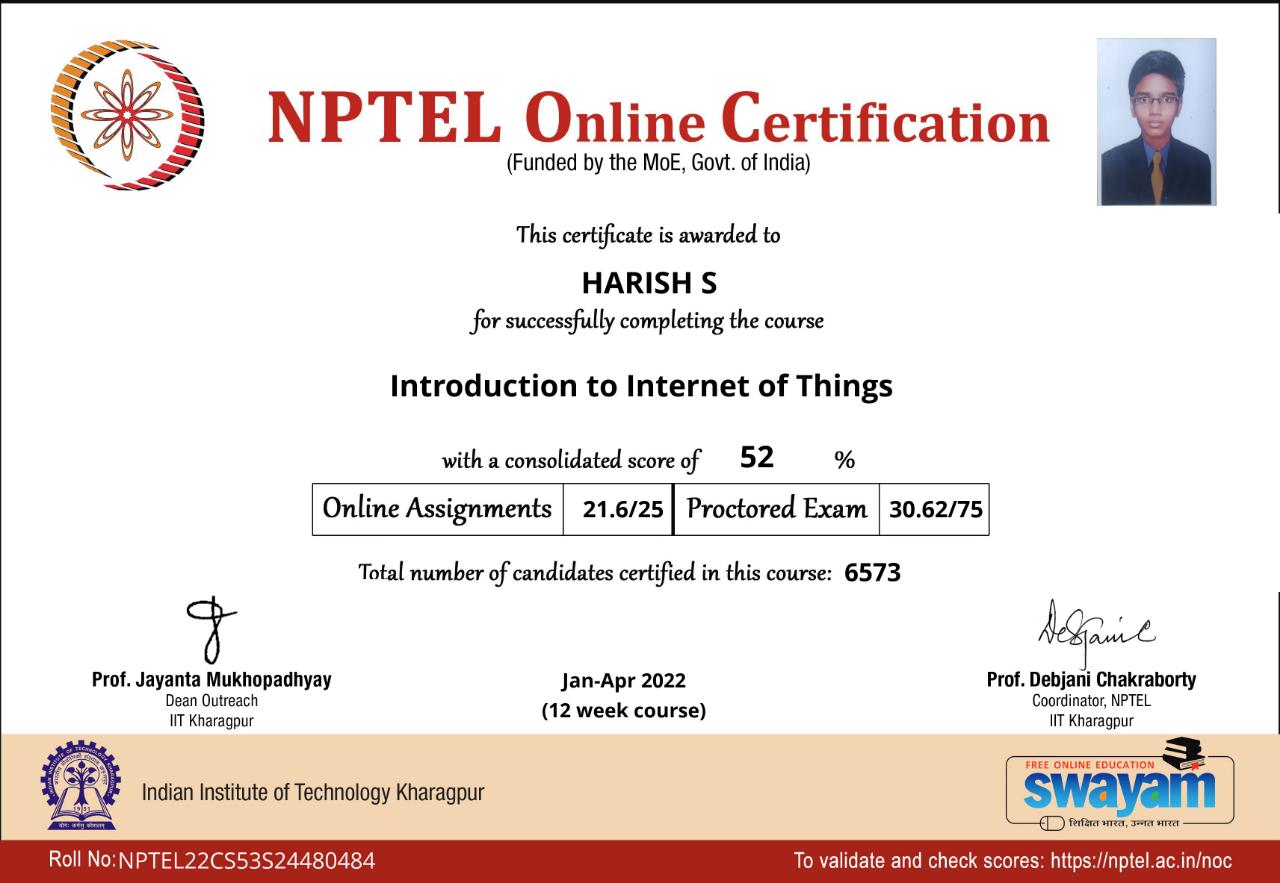 NPTEL Online Certification
(Funded by the MoE, Govt. of India)
This certificate is awarded to
HARISH S
for successfully completing the course
Introduction to Internet of Things
with a consolidated score of 52 %
Online Assignments 21.6/25 Proctored Exam 30.62/75
Total number of candidates certified in this course: 6573
Prof. Jayanta Mukhopadhyay
Dean Outreach
IIT Kharagpur
Jan-Apr 2022
(12 week course)
Prof. Debjani Chakraborty
Coordinator, NPTEL
IIT Kharagpur
Indian Institute of Technology Kharagpur
1951
योगः कर्मसु कौशलम्
FREE ONLINE EDUCATION
swayam
शिक्षित भारत, उन्नत भारत
Roll No:NPTEL22CS53S24480484
To validate and check scores: https://nptel.ac.in/noc